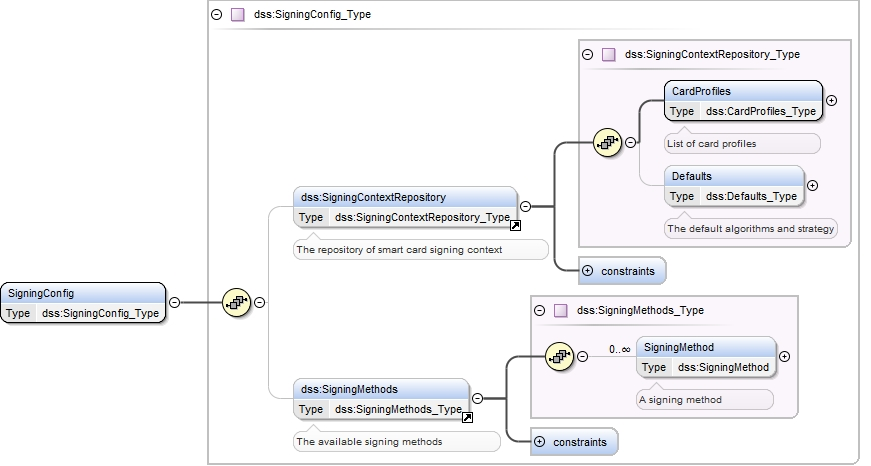 dss:SigningConfig_Type
dss:SigningContextRepository_Type
CardProfiles
Type dss:CardProfiles_Type
List of card profiles
Defaults
Type dss:Defaults_Type
The default algorithms and strategy
dss:SigningContextRepository
Type dss:SigningContextRepository_Type
The repository of smart card signing context
constraints
SigningConfig
Type dss:SigningConfig_Type
dss:SigningMethods_Type
0..∞
SigningMethod
Type dss:SigningMethod
A signing method
dss:SigningMethods
Type dss:SigningMethods_Type
The available signing methods
constraints